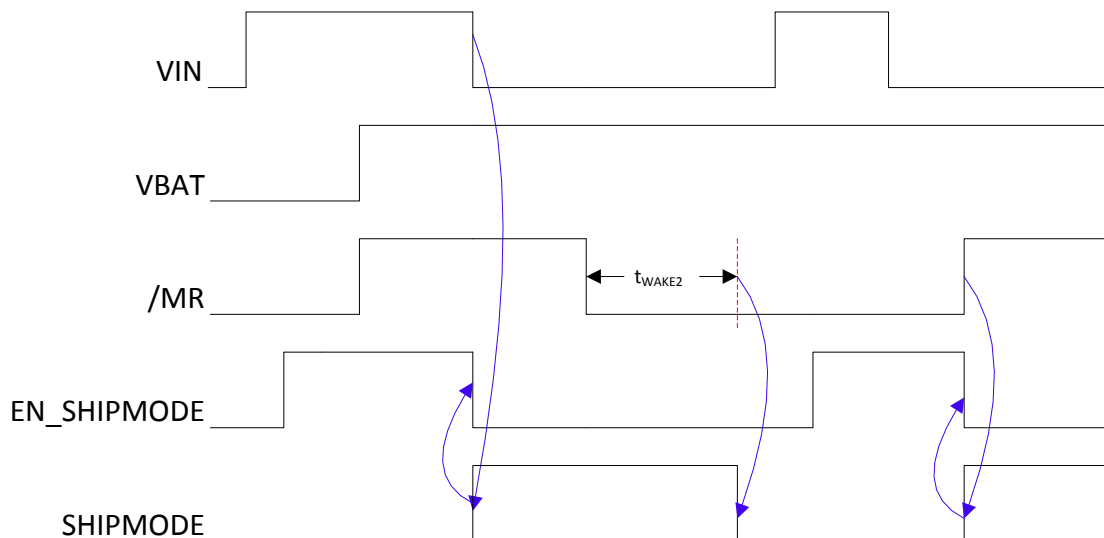 VIN
VBAT
tWAKE2
/MR
EN_SHIPMODE
SHIPMODE